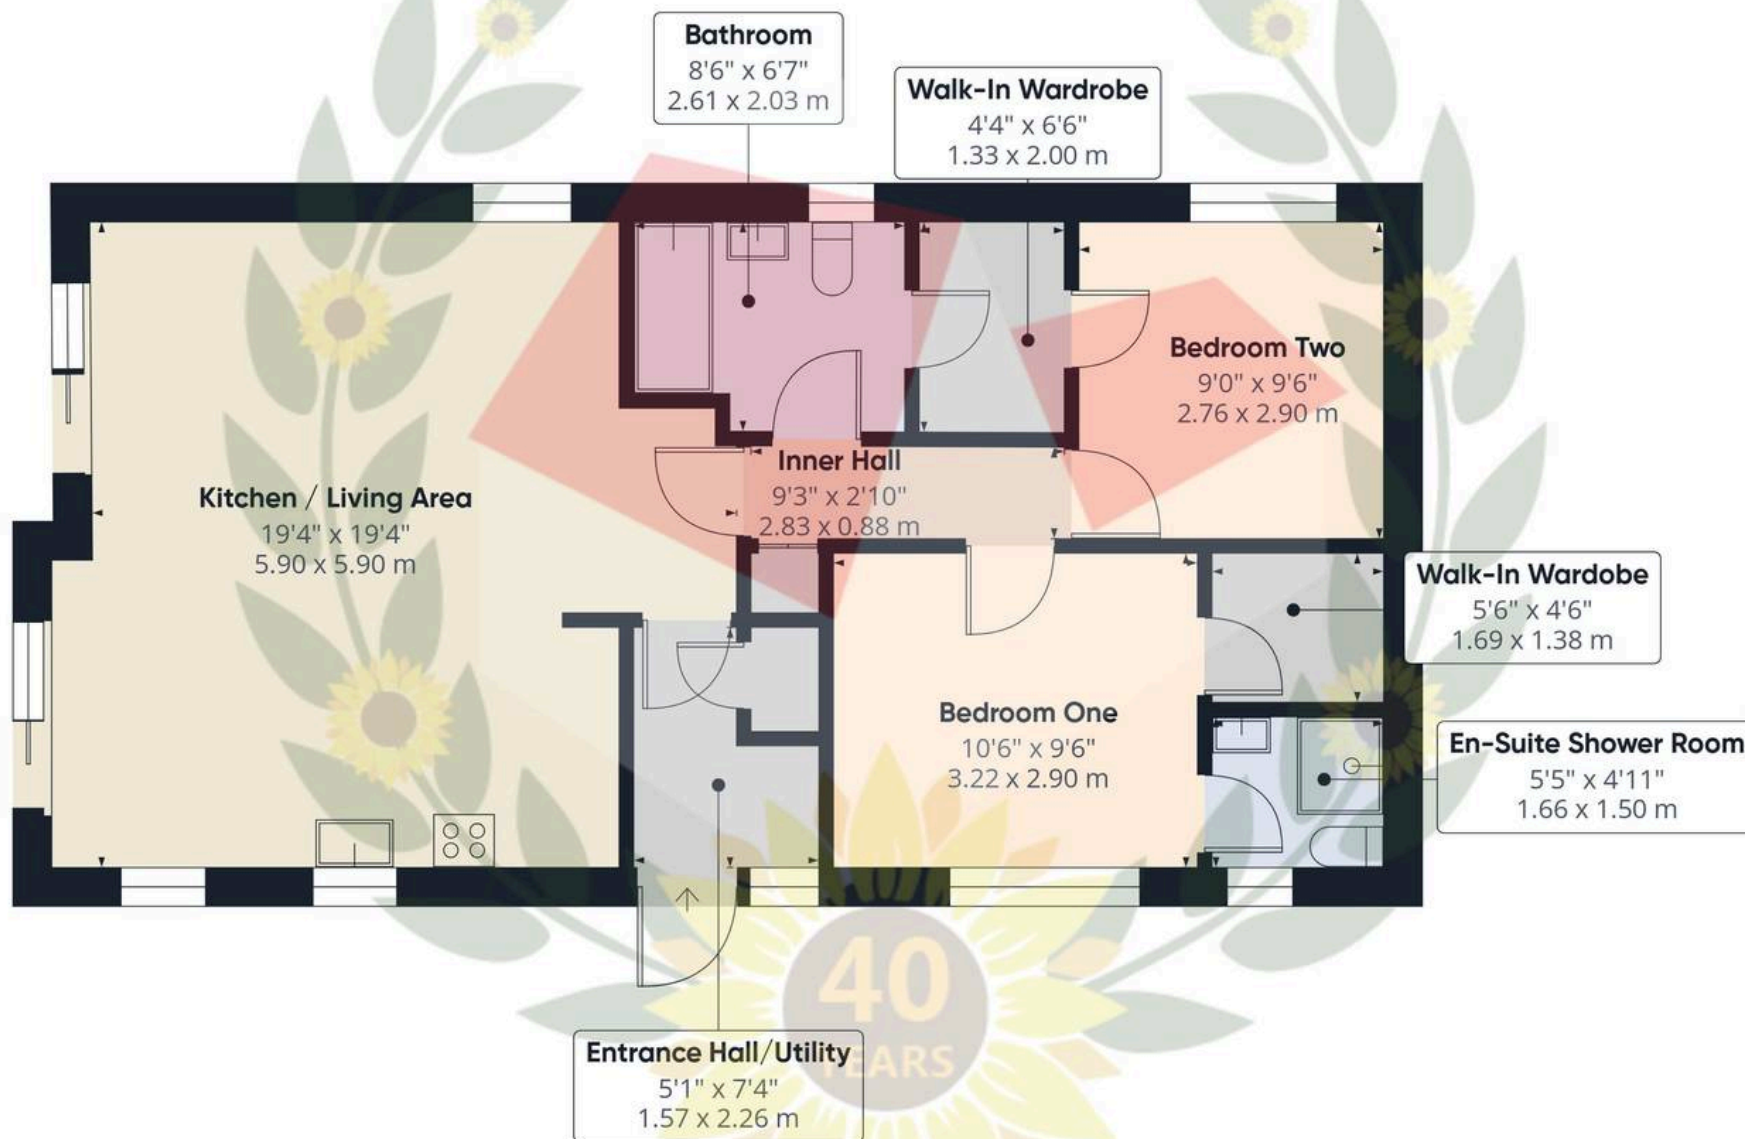 Bathroom
8'6" x 6'7"
2.61 x 2.03 m
Walk-In Wardrobe
4'4" x 6'6"
1.33 x 2.00 m
Bedroom Two
9'0" x 9'6"
2.76 x 2.90 m
Inner Hall
9'3" x 2'10"
2.83 x 0.88 m
Kitchen / Living Area
19'4" x 19'4"
5.90 x 5.90 m
Walk-In Wardobe
5'6" x 4'6"
1.69 x 1.38 m
Bedroom One
10'6" x 9'6"
3.22 x 2.90 m
En-Suite Shower Room
5'5" x 4'11"
1.66 x 1.50 m
40
YEARS
Entrance Hall/Utility
5'1" x 7'4"
1.57 x 2.26 m